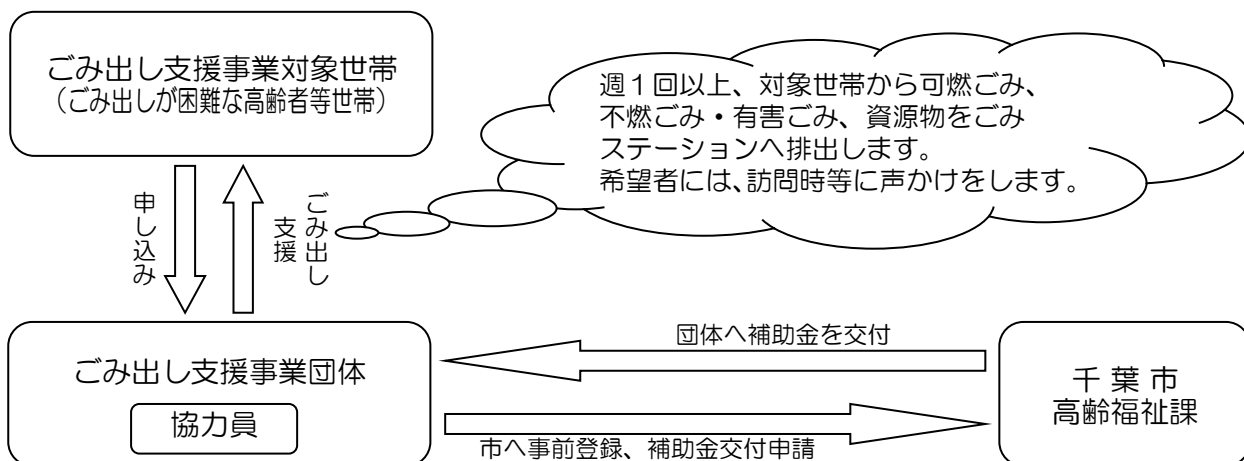 ごみ出し支援事業対象世帯
（ごみ出しが困難な高齢者等世帯）
週１回以上、対象世帯から可燃ごみ、
不燃ごみ・有害ごみ、資源物をごみ
ステーションへ排出します。
希望者には、訪問時等に声かけをします。
申し込み
ごみ出し
支援
ごみ出し支援事業団体
協力員
団体へ補助金を交付
市へ事前登録、補助金交付申請
千 葉 市
高齢福祉課